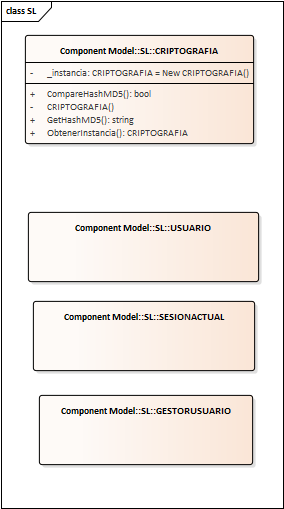 class SL
Component Model::SL::CRIPTOGRAFIA
- _instancia: CRIPTOGRAFIA = New CRIPTOGRAFIA()
+ CompareHashMD5(): bool
- CRIPTOGRAFIA()
+ GetHashMD5(): string
+ ObtenerInstancia(): CRIPTOGRAFIA
Component Model::SL::USUARIO
Component Model::SL::SESIONACTUAL
Component Model::SL::GESTORUSUARIO